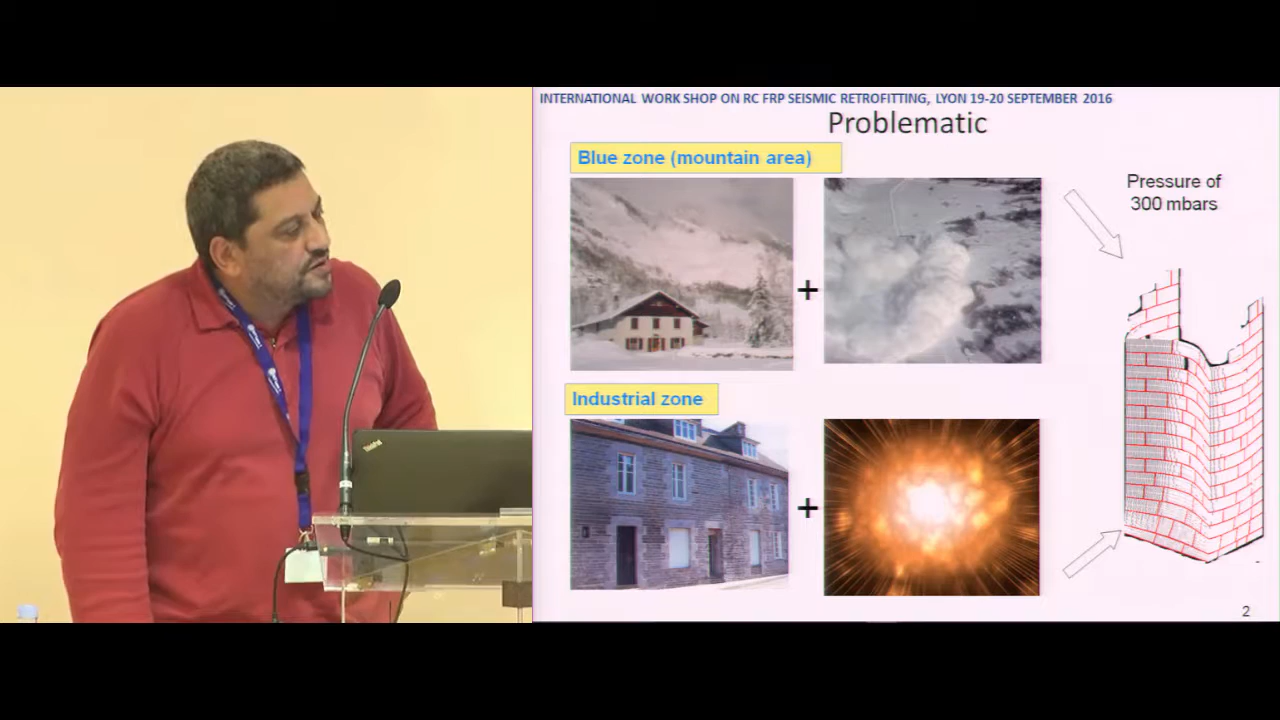 INTERNATIONAL WORK SHOP ON RC FRP SEISMIC RETROFITTING, LYON 19-20 SEPTEMBER 2016
Problematic
Blue zone (mountain area)
Pressure of
300 mbars
+
Industrial zone
+
2
ThinkPad